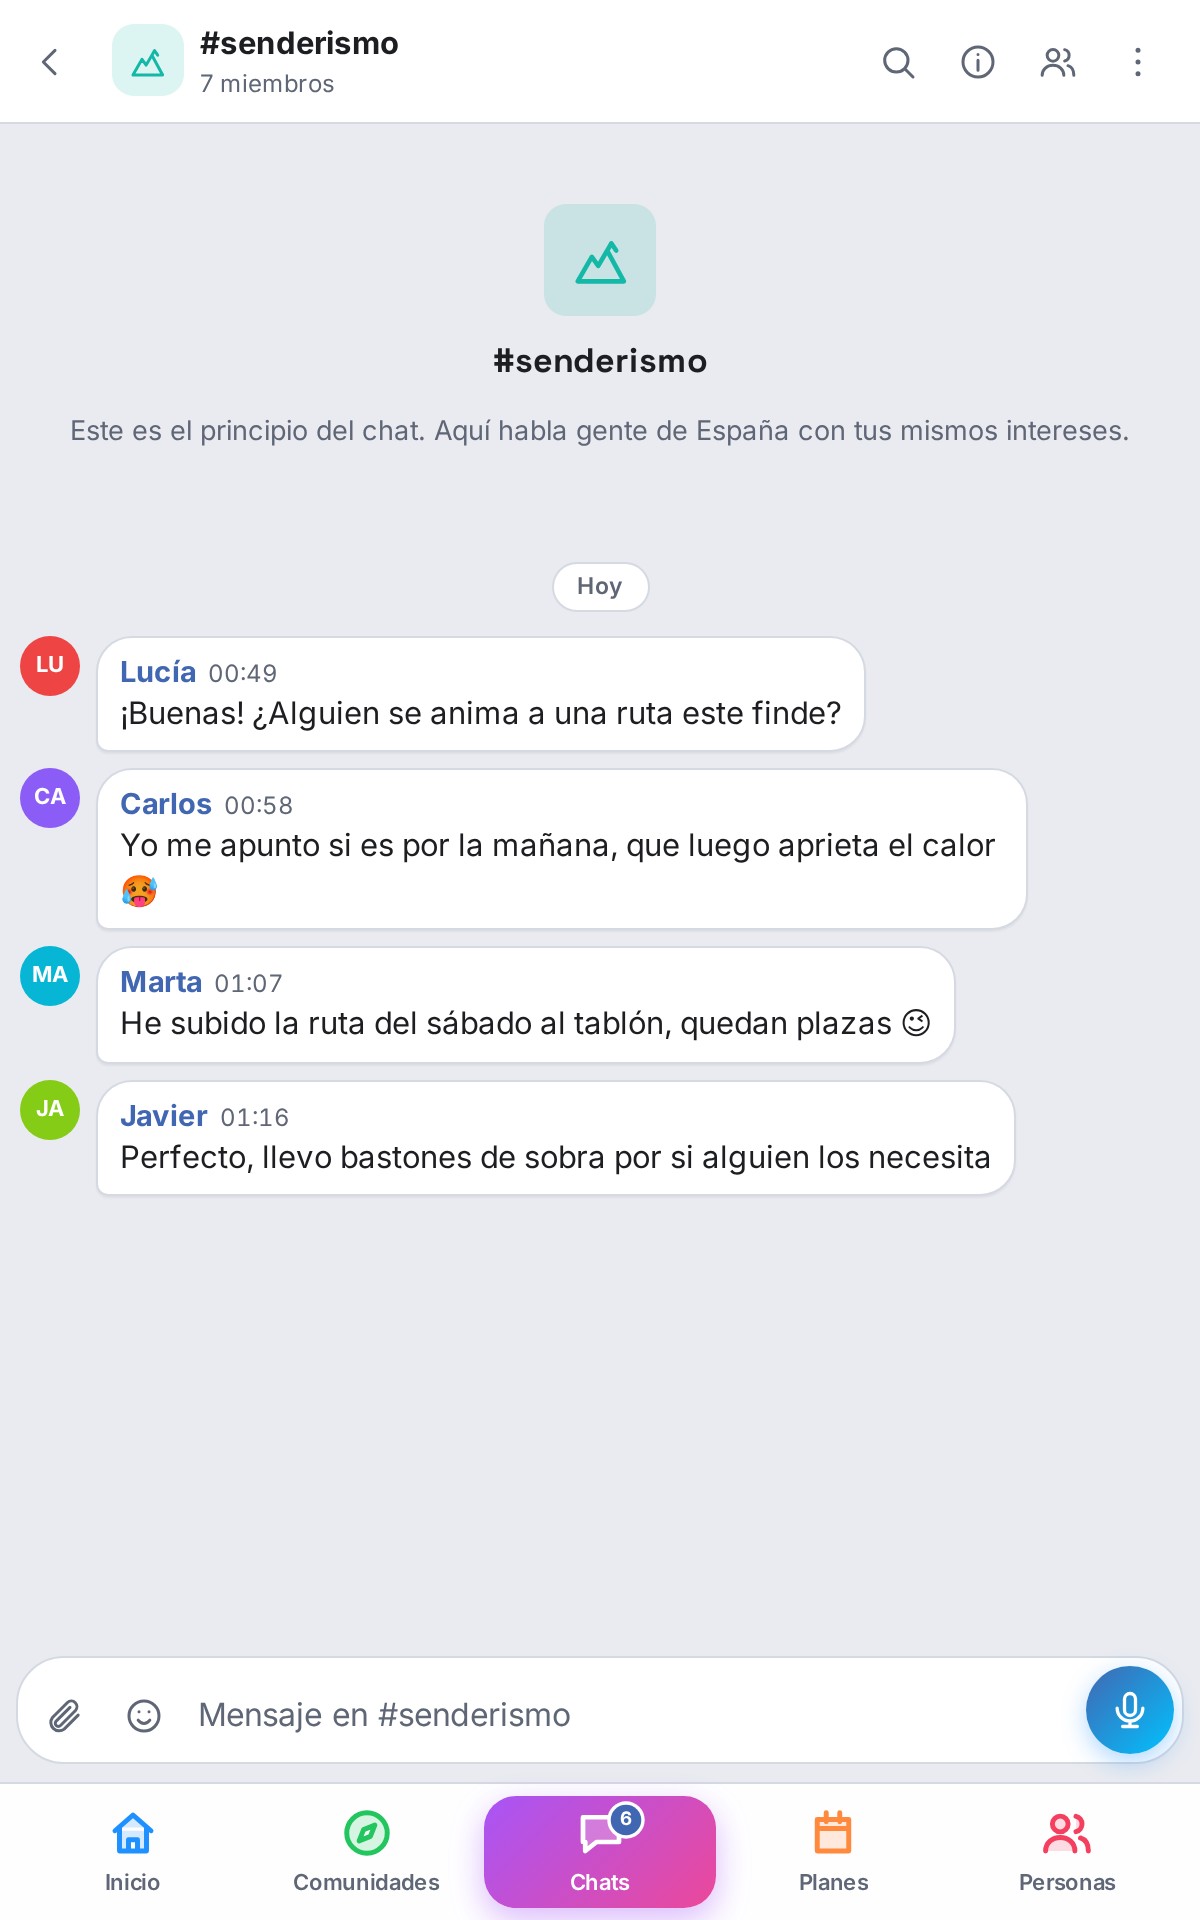 #senderismo
7 miembros
#senderismo
Este es el principio del chat. Aquí habla gente de España con tus mismos intereses.
Hoy
LU
Lucía 00:49
¡Buenas! ¿Alguien se anima a una ruta este finde?
CA
Carlos 00:58
Yo me apunto si es por la mañana, que luego aprieta el calor
🥵
MA
Marta 01:07
He subido la ruta del sábado al tablón, quedan plazas 😉
JA
Javier 01:16
Perfecto, llevo bastones de sobra por si alguien los necesita
Mensaje en #senderismo
6
Inicio
Comunidades
Chats
Planes
Personas